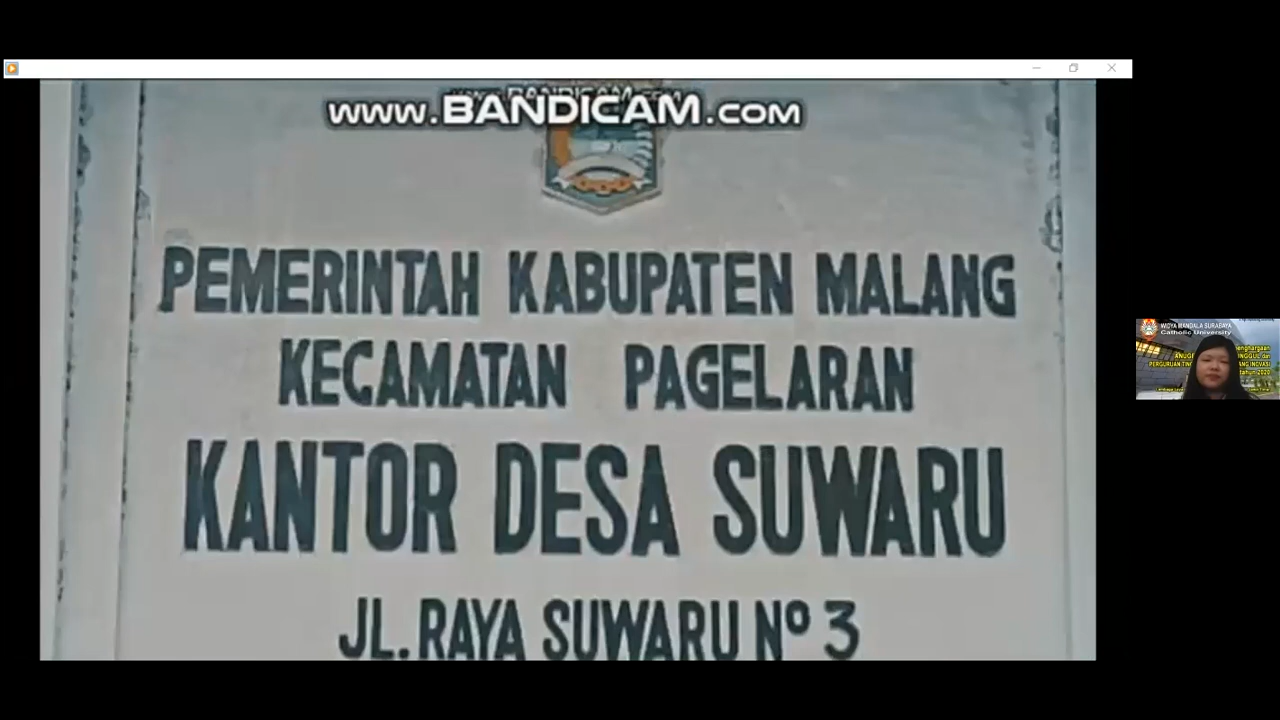 www.BANDICAM.COM
PEMERINTAH KABUPATEN MALANG
KECAMATAN PAGELARAN
KANTOR DESA SUWARU
JL. RAYA SUWARU Nº 3
WIDYA MANDALA SURABAYA
Catholic University